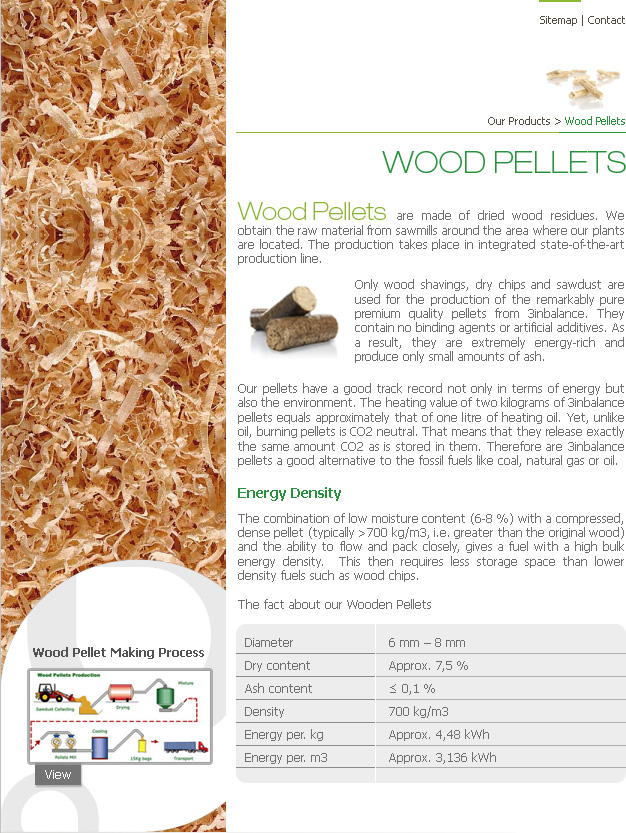 Sitemap | Contact
Our Products > Wood Pellets
WOOD PELLETS
Wood Pellets are made of dried wood residues. We
obtain the raw material from sawmills around the area where our plants
are located. The production takes place in integrated state-of-the-art
production line.
Only wood shavings, dry chips and sawdust are
used for the production of the remarkably pure
premium quality pellets from 3inbalance. They
contain no binding agents or artificial additives. As
a result, they are extremely energy-rich and
produce only small amounts of ash.
Our pellets have a good track record not only in terms of energy but
also the environment. The heating value of two kilograms of 3inbalance
pellets equals approximately that of one litre of heating oil. Yet, unlike
oil, burning pellets is CO2 neutral. That means that they release exactly
the same amount CO2 as is stored in them. Therefore are 3inbalance
pellets a good alternative to the fossil fuels like coal, natural gas or oil.
Energy Density
The combination of low moisture content (6-8 %) with a compressed,
dense pellet (typically >700 kg/m3, i.e. greater than the original wood)
and the ability to flow and pack closely, gives a fuel with a high bulk
energy density. This then requires less storage space than lower
density fuels such as wood chips.
The fact about our Wooden Pellets
Diameter 6 mm – 8 mm
Dry content Approx. 7,5 %
Ash content ≤ 0,1 %
Density 700 kg/m3
Energy per. kg Approx. 4,48 kWh
Energy per. m3 Approx. 3,136 kWh
Wood Pellet Making Process
Wood Pellets Production
Mixture
Sawdust Collecting
Drying
Cooling
Pellets Mill
15Kg bags
Transport
View